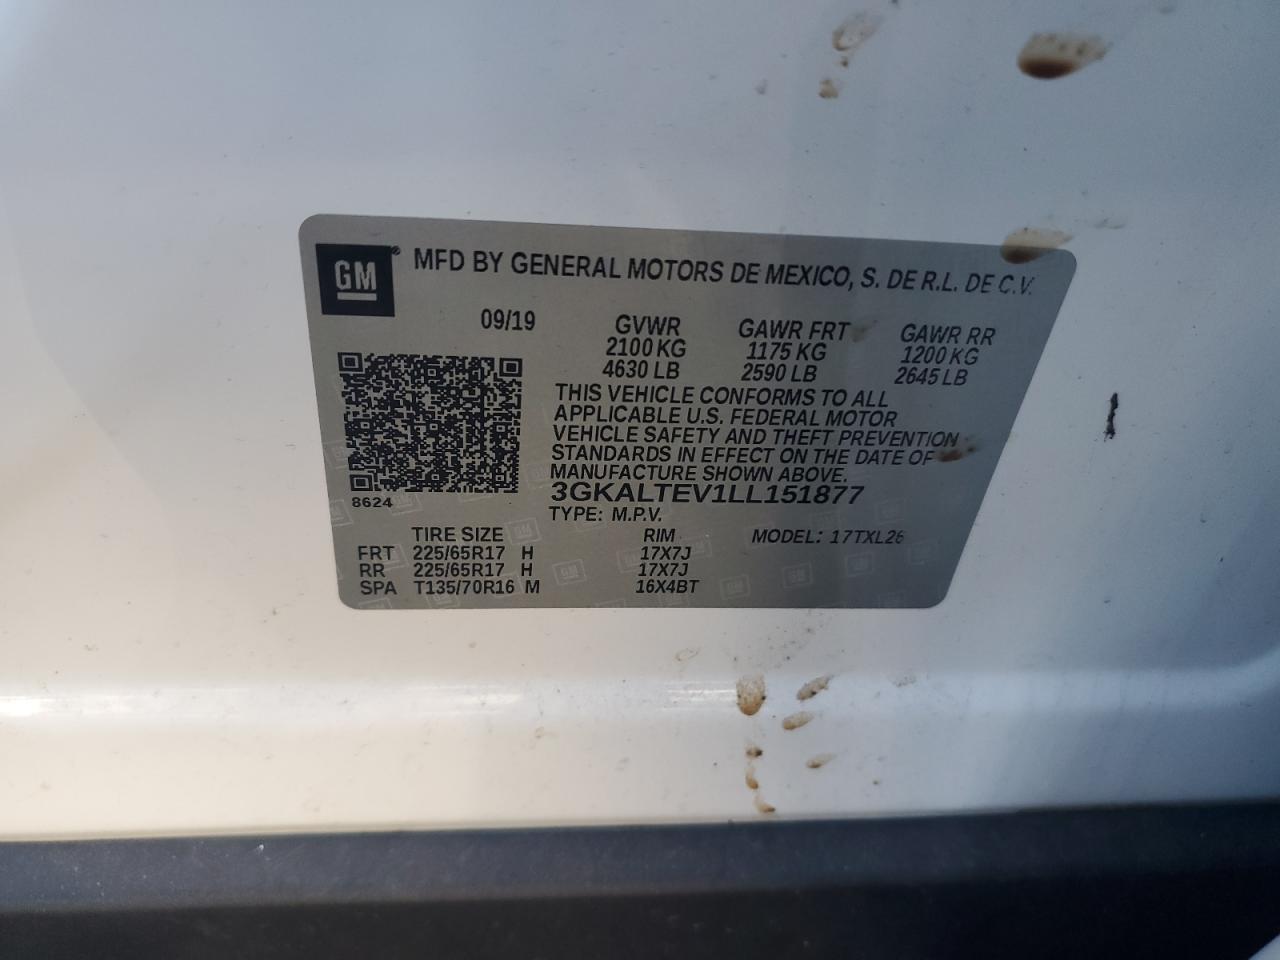 GM ® MFD BY GENERAL MOTORS DE MEXICO, S. DE R.L. DE C.V.
09/19 GVWR GAWR FRT GAWR RR
2100 KG 1175 KG 1200 KG
4630 LB 2590 LB 2645 LB
THIS VEHICLE CONFORMS TO ALL
APPLICABLE U.S. FEDERAL MOTOR
VEHICLE SAFETY AND THEFT PREVENTION
STANDARDS IN EFFECT ON THE DATE OF
MANUFACTURE SHOWN ABOVE.
3GKALTEV1LL151877
8624
TYPE: M.P.V.
TIRE SIZE RIM MODEL: 17TXL26
FRT 225/65R17 H 17X7J
RR 225/65R17 H 17X7J
SPA T135/70R16 M 16X4BT